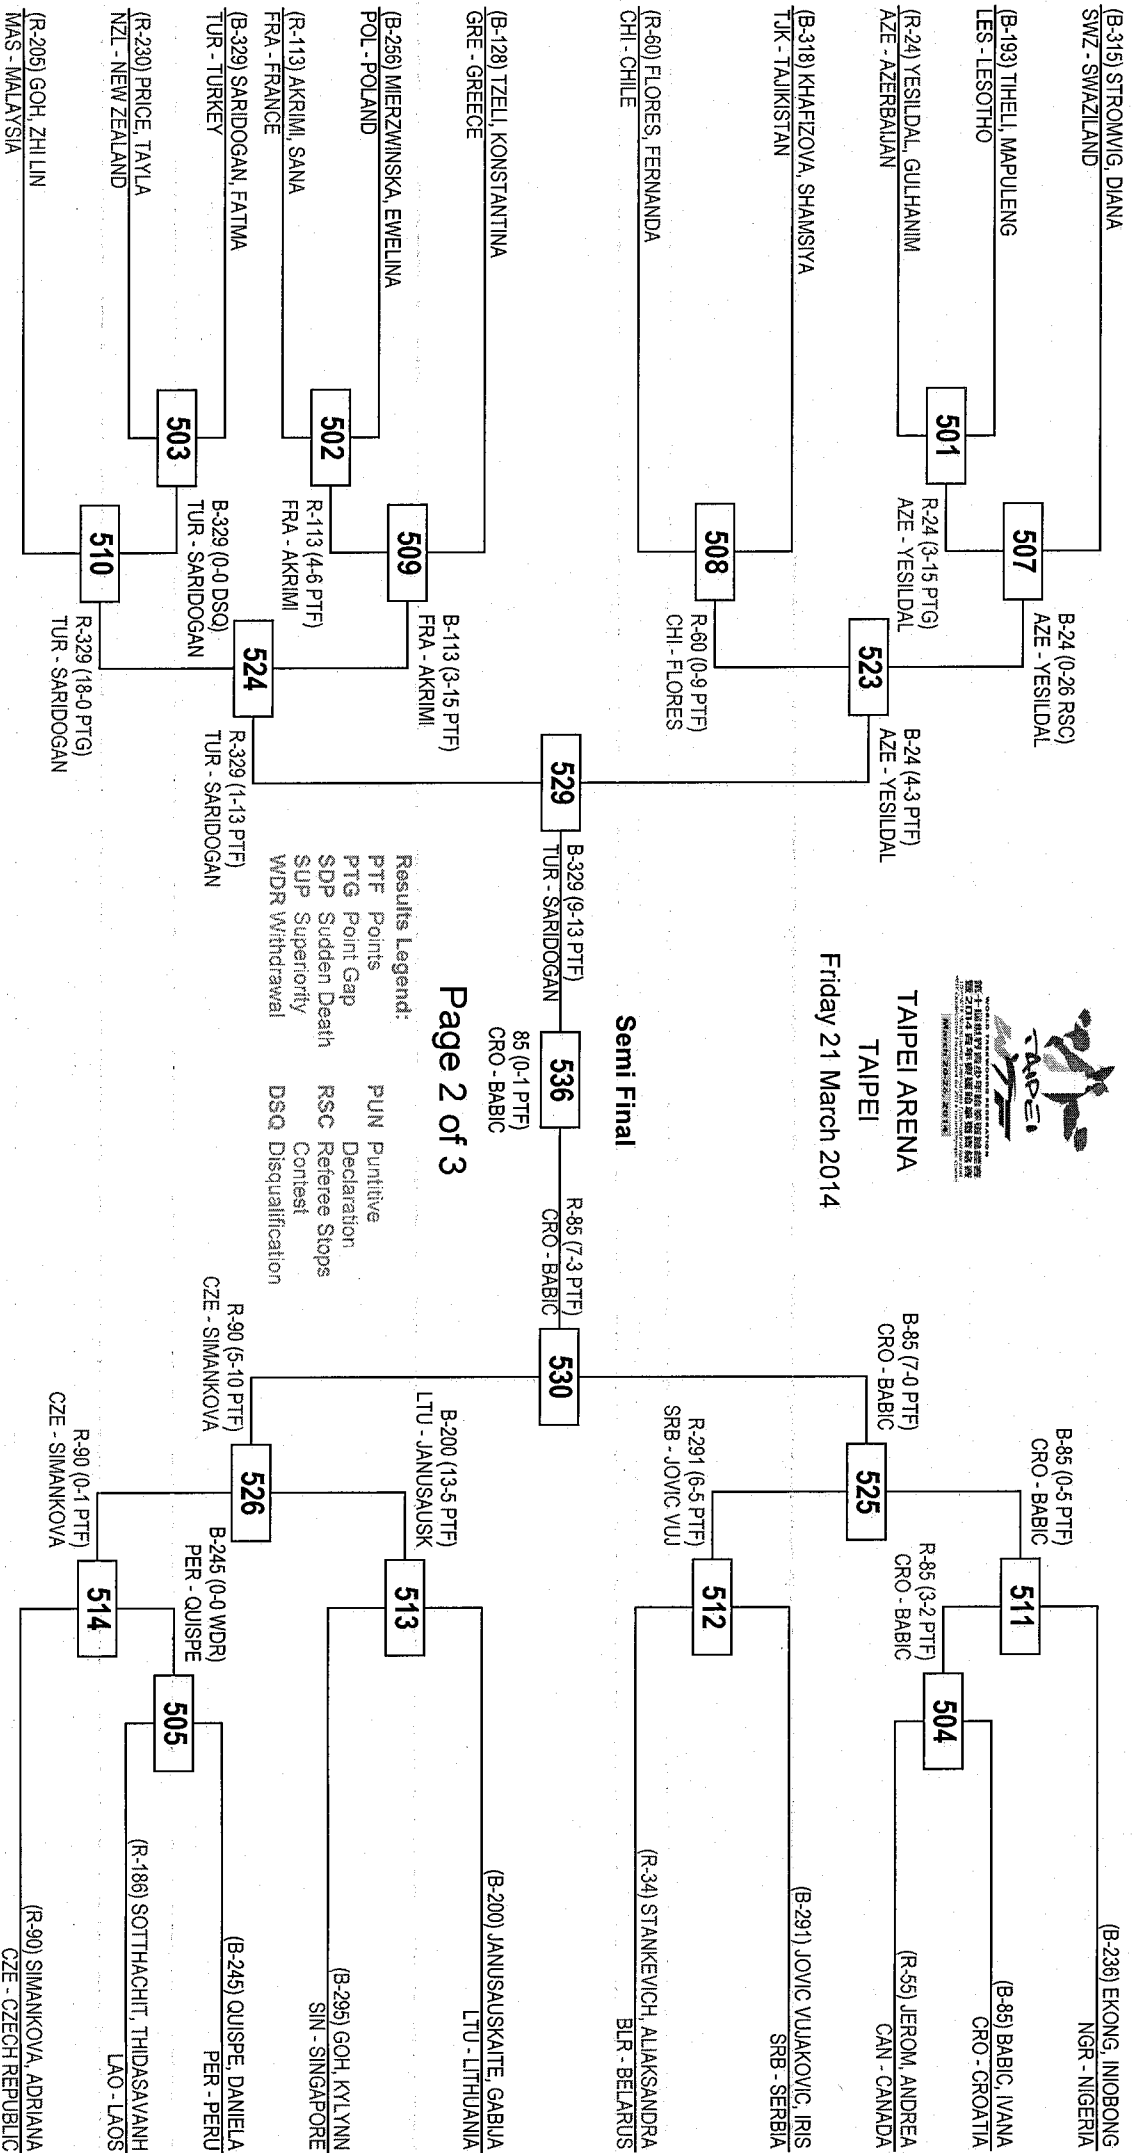 (B-315) STROMVIG, DIANA
SWZ - SWAZILAND
(B-193) TIHELI, MAPULENG
LES - LESOTHO
(R-24) YESILDAL, GULHANIM
AZE - AZERBAIJAN
(B-318) KHAFIZOVA, SHAMSIYA
TJK - TAJIKISTAN
(R-60) FLORES, FERNANDA
CHI - CHILE
(B-128) TZELI, KONSTANTINA
GRE - GREECE
(B-256) MIERZWINSKA, EWELINA
POL - POLAND
(R-113) AKRIMI, SANA
FRA - FRANCE
(B-329) SARIDOGAN, FATMA
TUR - TURKEY
(R-230) PRICE, TAYLA
NZL - NEW ZEALAND
(R-205) GOH, ZHI LIN
MAS - MALAYSIA
501
502
503
R-24 (3-15 PTG)
AZE - YESILDAL
R-113 (4-6 PTF)
FRA - AKRIMI
B-329 (0-0 DSQ)
TUR - SARIDOGAN
507
508
509
510
B-24 (0-26 RSC)
AZE - YESILDAL
R-60 (0-9 PTF)
CHI - FLORES
B-113 (3-15 PTF)
FRA - AKRIMI
R-329 (18-0 PTG)
TUR - SARIDOGAN
523
524
B-24 (4-3 PTF)
AZE - YESILDAL
R-329 (1-13 PTF)
TUR - SARIDOGAN
529
B-329 (9-13 PTF)
TUR - SARIDOGAN
TAIPEI
WORLD TAEKWONDO FEDERATION
March 20-26, 2014
TAIPEI ARENA
TAIPEI
Friday 21 March 2014
Semi Final
536
85 (0-1 PTF)
CRO - BABIC
Page 2 of 3
Results Legend:
PTF Points
PUN Puntitive
PTG Point Gap
Declaration
SDP Sudden Death
RSC Referee Stops
SUP Superiority
Contest
WDR Withdrawal
DSQ Disqualification
R-85 (7-3 PTF)
CRO - BABIC
530
B-85 (7-0 PTF)
CRO - BABIC
R-90 (5-10 PTF)
CZE - SIMANKOVA
525
526
B-85 (0-5 PTF)
CRO - BABIC
R-291 (6-5 PTF)
SRB - JOVIC VUJ
B-200 (13-5 PTF)
LTU - JANUSAUSK
R-90 (0-1 PTF)
CZE - SIMANKOVA
511
512
513
514
R-85 (3-2 PTF)
CRO - BABIC
B-245 (0-0 WDR)
PER - QUISPE
504
505
(B-236) EKONG, INIOBONG
NGR - NIGERIA
(B-85) BABIC, IVANA
CRO - CROATIA
(R-55) JEROM, ANDREA
CAN - CANADA
(B-291) JOVIC VUJAKOVIC, IRIS
SRB - SERBIA
(R-34) STANKEVICH, ALIAKSANDRA
BLR - BELARUS
(B-200) JANUSAUSKAITE, GABIJA
LTU - LITHUANIA
(B-295) GOH, KYLYNN
SIN - SINGAPORE
(B-245) QUISPE, DANIELA
PER - PERU
(R-186) SOTTHACHIT, THIDASAVANH
LAO - LAOS
(R-90) SIMANKOVA, ADRIANA
CZE - CZECH REPUBLIC